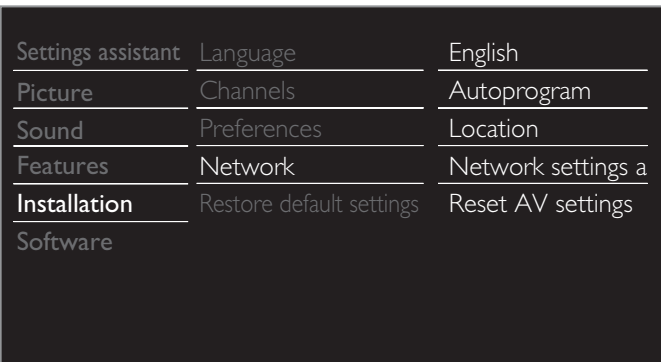 Settings assistant Language English
Picture Channels Autoprogram
Sound Preferences Location
Features Network Network settings a
Installation Restore default settings Reset AV settings
Software